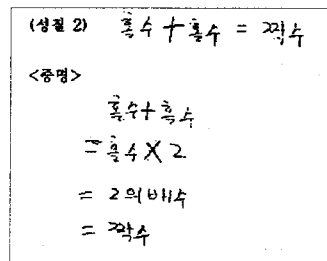 (성질 2) 홀수 + 홀수 = 짝수
<증명>
홀수 + 홀수
= 홀수 × 2
= 2의 배수
= 짝수